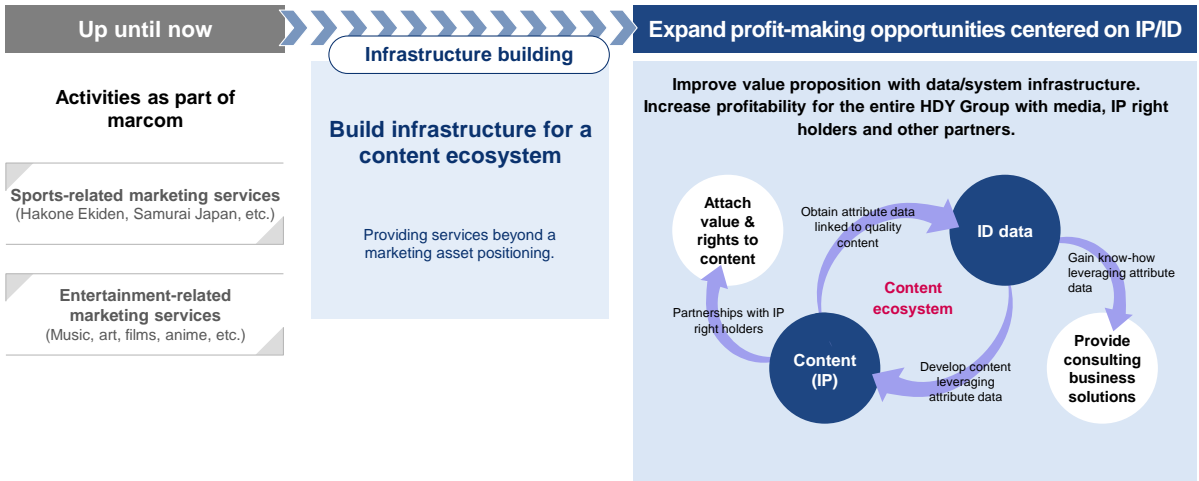 Up until now
Activities as part of
marcom
Sports-related marketing services
(Hakone Ekiden, Samurai Japan, etc.)
Entertainment-related
marketing services
(Music, art, films, anime, etc.)
Infrastructure building
Build infrastructure for a
content ecosystem
Providing services beyond a
marketing asset positioning.
Expand profit-making opportunities centered on IP/ID
Improve value proposition with data/system infrastructure.
Increase profitability for the entire HDY Group with media, IP right
holders and other partners.
Attach
value &
rights to
content
Obtain attribute data
linked to quality
content
ID data
Gain know-how
leveraging attribute
data
Content
ecosystem
Partnerships with IP
right holders
Content
(IP)
Develop content
leveraging
attribute data
Provide
consulting
business
solutions